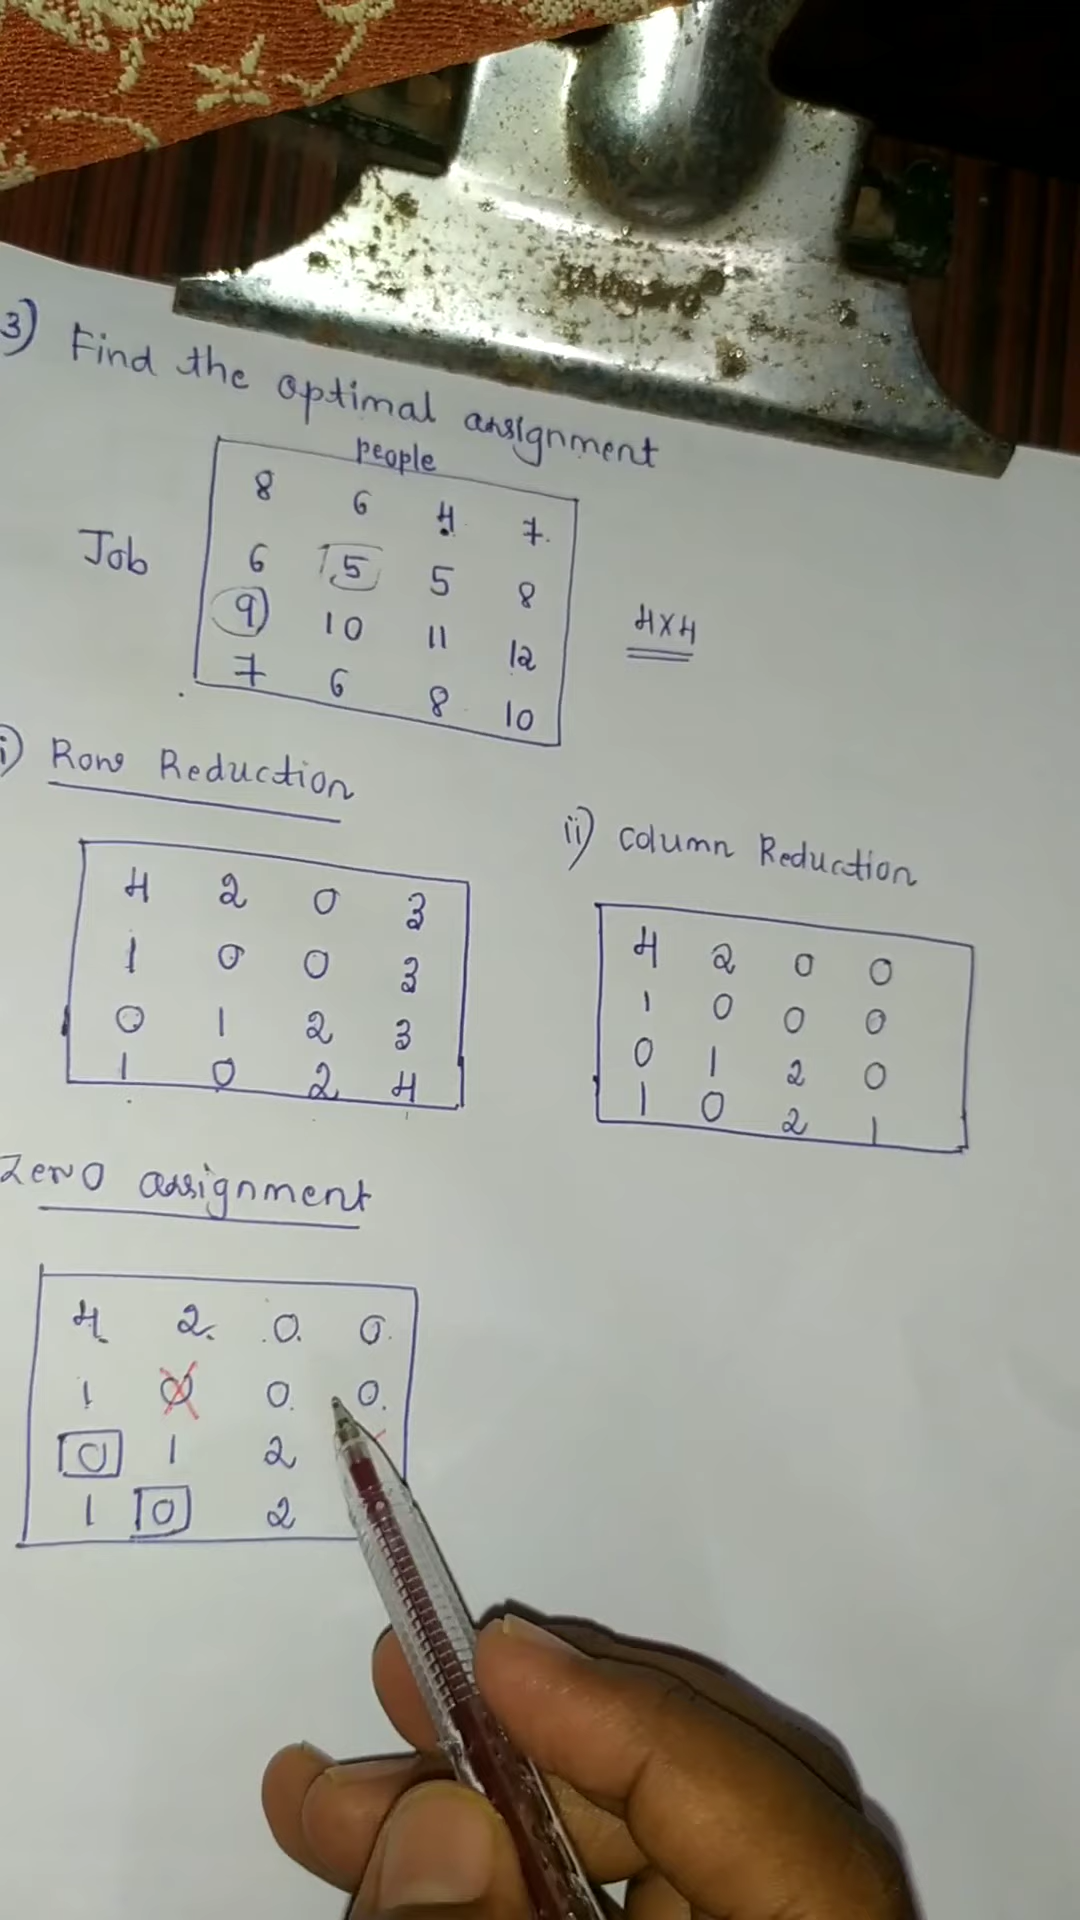 3) Find the optimal assignment
people
8 6 4 7.
Job
6 5 5 8
9 10 11 12
4x4
7 6 8 10
i) Row Reduction
ii) Column Reduction
4 2 0 3
1 0 0 3
0 1 2 3
1 0 2 4
4 2 0 0
1 0 0 0
0 1 2 0
1 0 2 1
Zero assignment
4 2 0 0
1 0 0 0
0 1 2
1 0 2